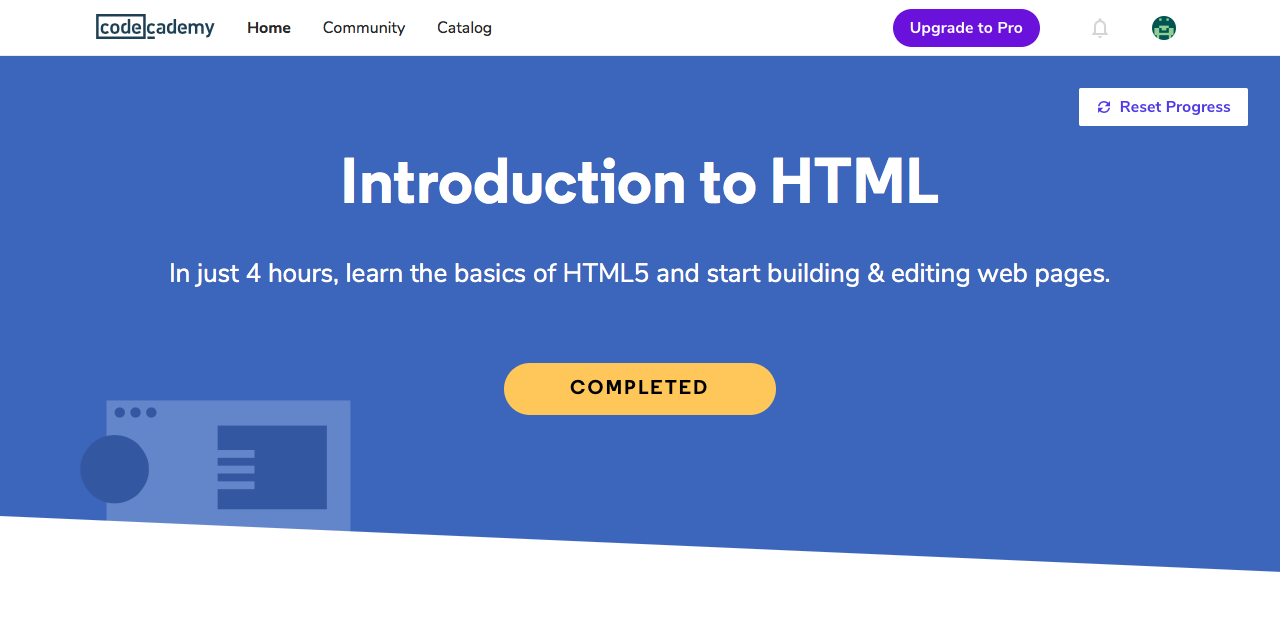 codecademy Home Community Catalog Upgrade to Pro
Reset Progress
Introduction to HTML
In just 4 hours, learn the basics of HTML5 and start building & editing web pages.
COMPLETED